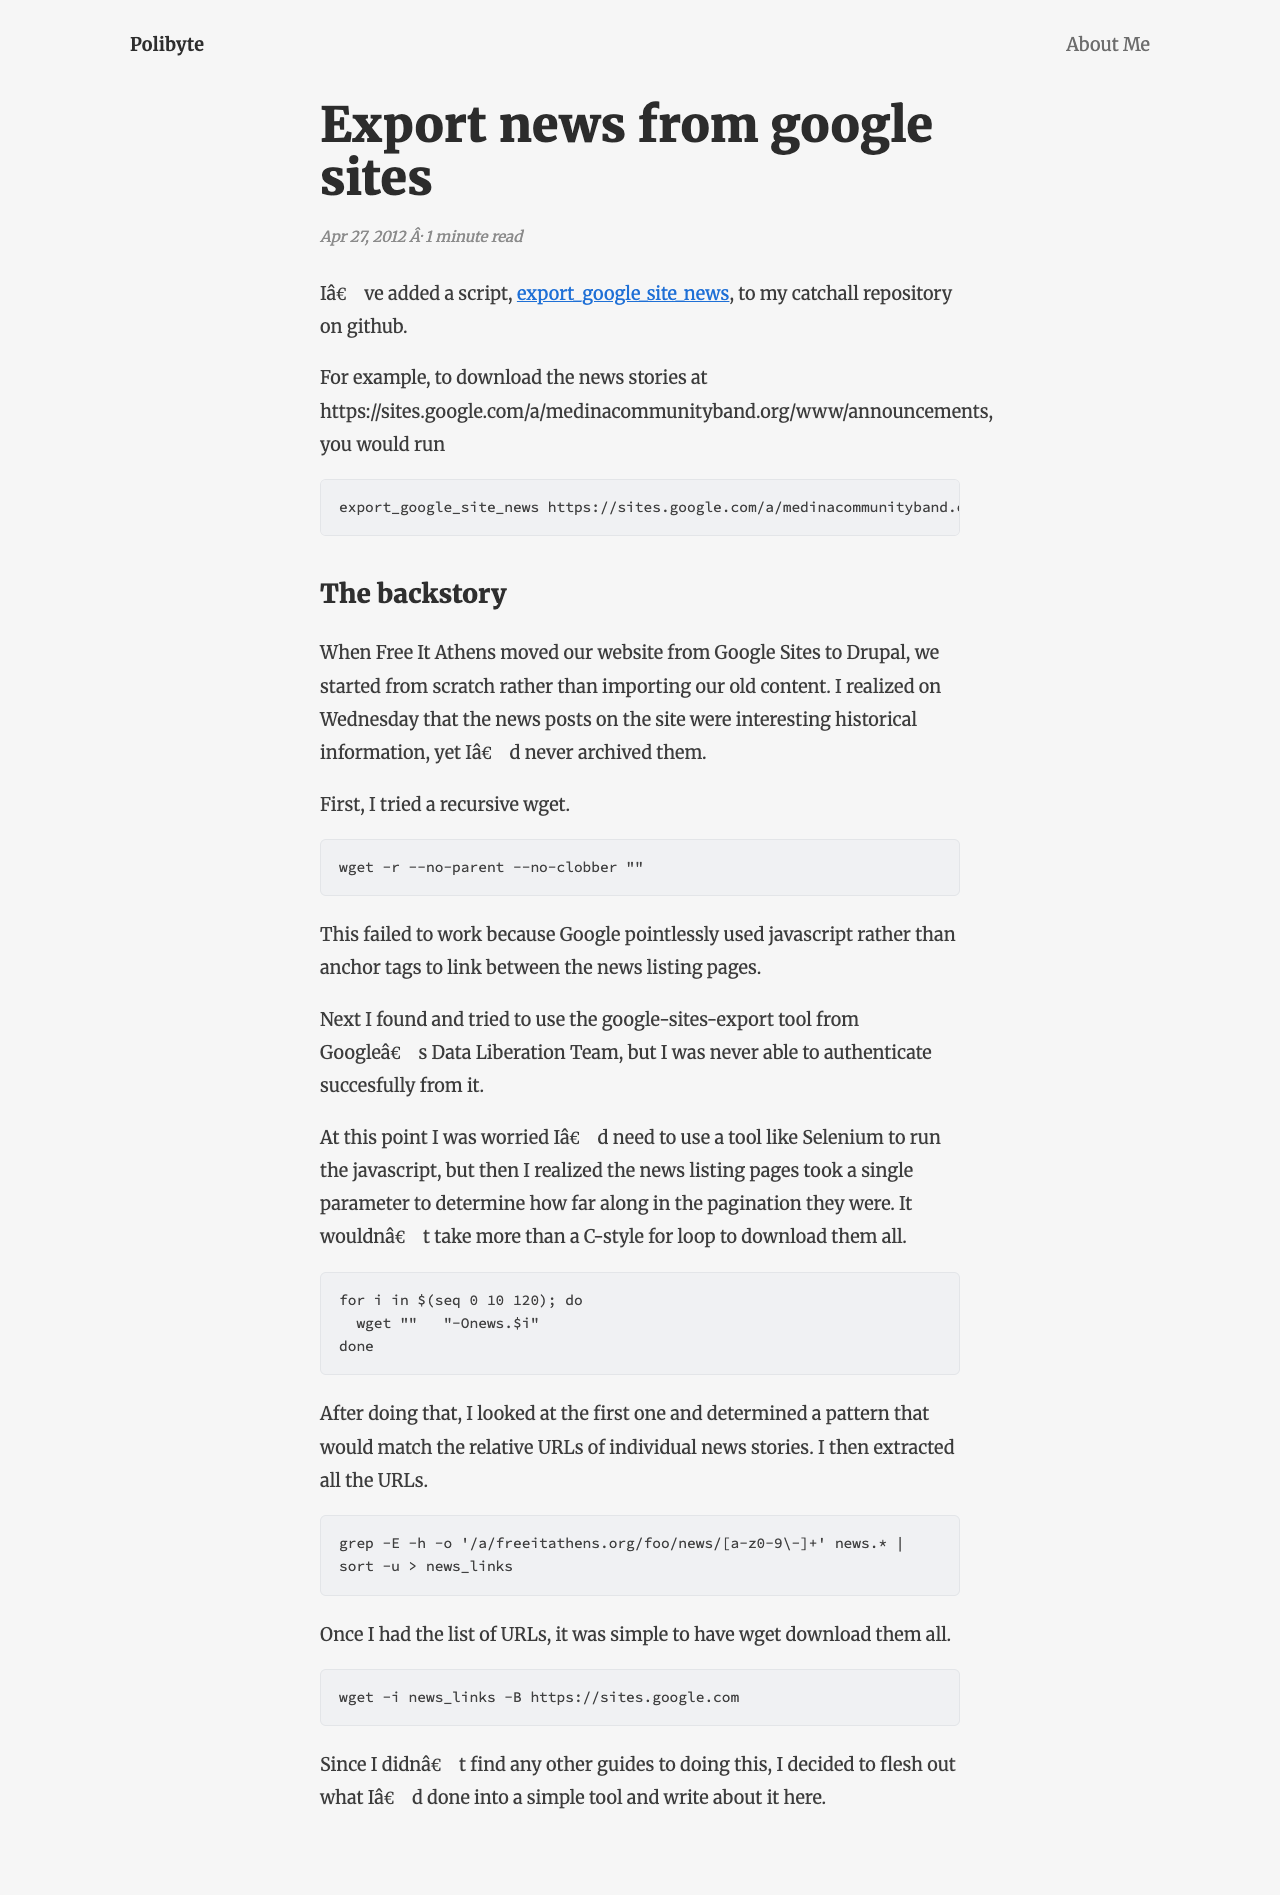 Polibyte
About Me
Export news from google
sites
Apr 27, 2012 Â· 1 minute read
Iâ€ ve added a script, export_google_site_news, to my catchall repository
on github.
For example, to download the news stories at
https://sites.google.com/a/medinacommunityband.org/www/announcements,
you would run
export_google_site_news https://sites.google.com/a/medinacommunityband.
The backstory
When Free It Athens moved our website from Google Sites to Drupal, we
started from scratch rather than importing our old content. I realized on
Wednesday that the news posts on the site were interesting historical
information, yet Iâ€ d never archived them.
First, I tried a recursive wget.
wget -r --no-parent --no-clobber ""
This failed to work because Google pointlessly used javascript rather than
anchor tags to link between the news listing pages.
Next I found and tried to use the google-sites-export tool from
Googleâ€ s Data Liberation Team, but I was never able to authenticate
succesfully from it.
At this point I was worried Iâ€ d need to use a tool like Selenium to run
the javascript, but then I realized the news listing pages took a single
parameter to determine how far along in the pagination they were. It
wouldnâ€ t take more than a C-style for loop to download them all.
for i in $(seq 0 10 120); do
  wget ""   "-Onews.$i"
done
After doing that, I looked at the first one and determined a pattern that
would match the relative URLs of individual news stories. I then extracted
all the URLs.
grep -E -h -o '/a/freeitathens.org/foo/news/[a-z0-9\-]+' news.* |
sort -u > news_links
Once I had the list of URLs, it was simple to have wget download them all.
wget -i news_links -B https://sites.google.com
Since I didnâ€ t find any other guides to doing this, I decided to flesh out
what Iâ€ d done into a simple tool and write about it here.